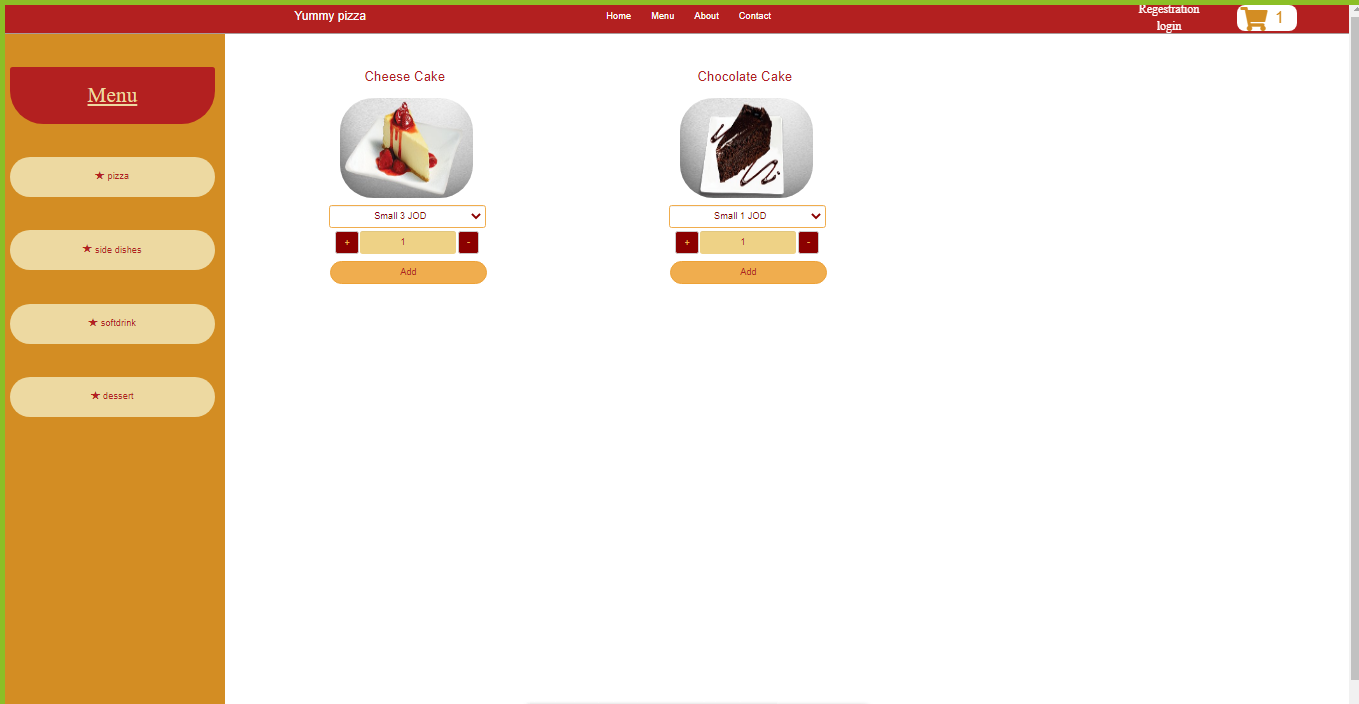 Yummy pizza
Home Menu About Contact
Regestration
login
1
Menu
★ pizza
★ side dishes
★ softdrink
★ dessert
Cheese Cake
Small 3 JOD
+ 1 -
Add
Chocolate Cake
Small 1 JOD
+ 1 -
Add